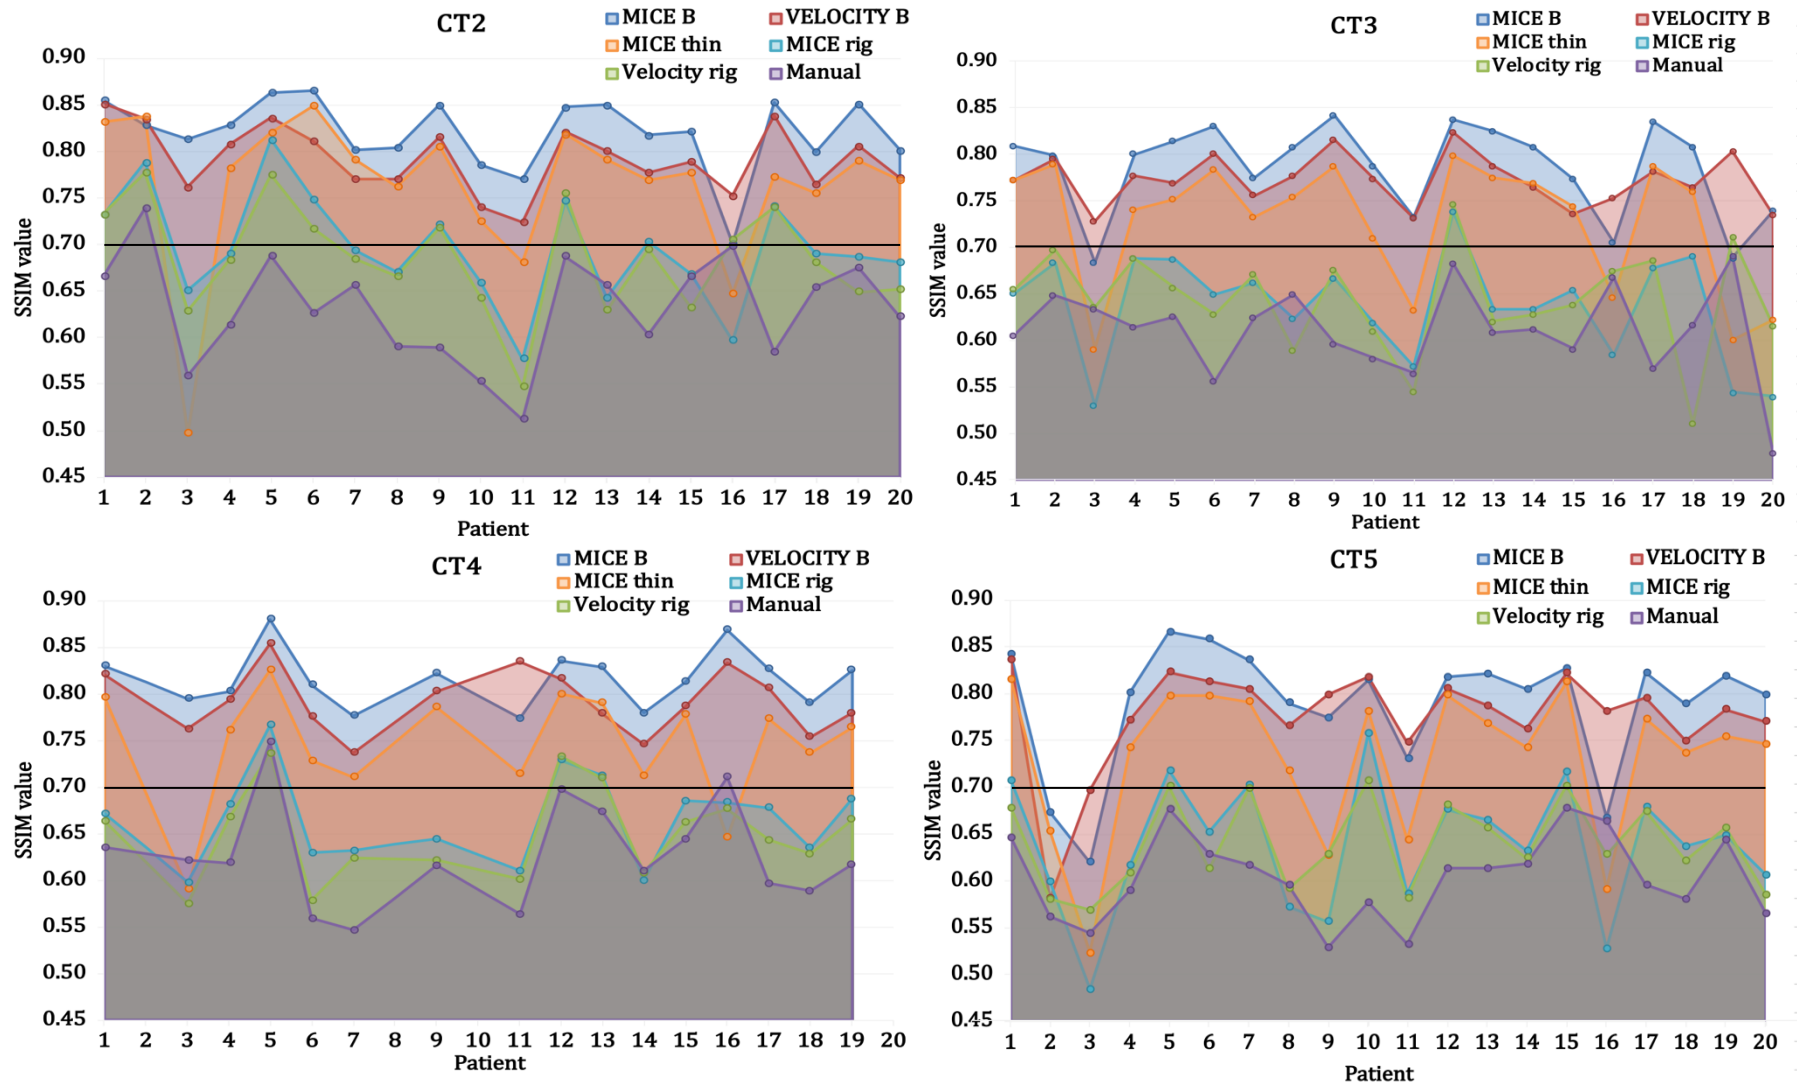 CT2
MICE B VELOCITY B
MICE thin MICE rig
Velocity rig Manual
0.90
0.85
0.80
0.75
0.70
0.65
0.60
0.55
0.50
0.45
SSIM value
1 2 3 4 5 6 7 8 9 10 11 12 13 14 15 16 17 18 19 20
Patient
CT3
MICE B VELOCITY B
MICE thin MICE rig
Velocity rig Manual
0.90
0.85
0.80
0.75
0.70
0.65
0.60
0.55
0.50
0.45
SSIM value
1 2 3 4 5 6 7 8 9 10 11 12 13 14 15 16 17 18 19 20
Patient
CT4
MICE B VELOCITY B
MICE thin MICE rig
Velocity rig Manual
0.90
0.85
0.80
0.75
0.70
0.65
0.60
0.55
0.50
0.45
SSIM value
1 2 3 4 5 6 7 8 9 10 11 12 13 14 15 16 17 18 19 20
Patient
CT5
MICE B VELOCITY B
MICE thin MICE rig
Velocity rig Manual
0.90
0.85
0.80
0.75
0.70
0.65
0.60
0.55
0.50
0.45
SSIM value
1 2 3 4 5 6 7 8 9 10 11 12 13 14 15 16 17 18 19 20
Patient